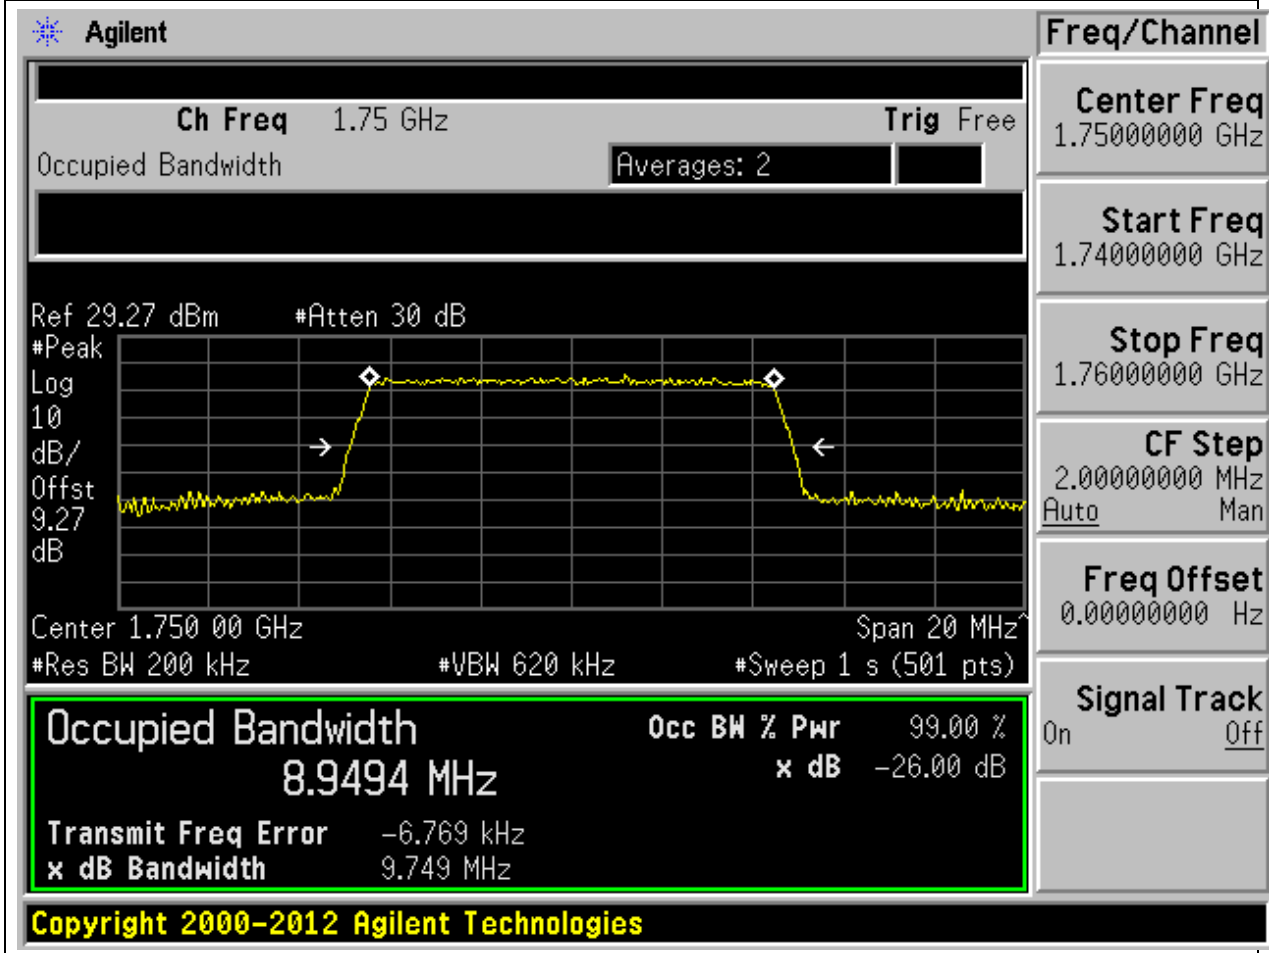 Agilent
Freq/Channel
Ch Freq 1.75 GHz Trig Free
Occupied Bandwidth Averages: 2
Center Freq
1.75000000 GHz
Start Freq
1.74000000 GHz
Stop Freq
1.76000000 GHz
CF Step
2.00000000 MHz
Auto Man
Freq Offset
0.00000000 Hz
Signal Track
On Off
Ref 29.27 dBm #Atten 30 dB
#Peak
Log
10
dB/
Offst
9.27
dB
Center 1.750 00 GHz Span 20 MHz^
#Res BW 200 kHz #VBW 620 kHz #Sweep 1 s (501 pts)
Occupied Bandwidth Occ BW % Pwr 99.00 %
8.9494 MHz x dB -26.00 dB
Transmit Freq Error -6.769 kHz
x dB Bandwidth 9.749 MHz
Copyright 2000-2012 Agilent Technologies